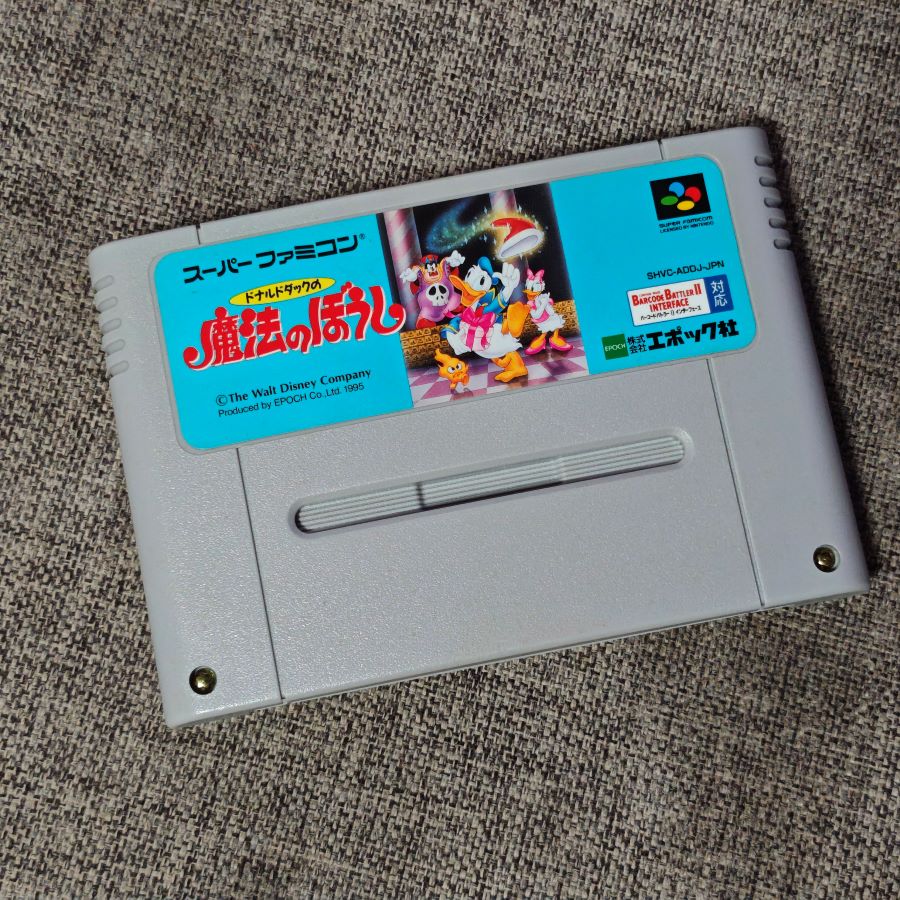 スーパーファミコン®
ドナルドダックの
魔法のぼうし
©The Walt Disney Company
Produced by EPOCH Co., Ltd. 1995
SUPER FAMICOM
LICENSED BY NINTENDO
SHVC-ADDJ-JPN
BARCODE BATTLER II
INTERFACE
バーコードバトラーIIインターフェース
対応
EPOCH
株式会社エポック社